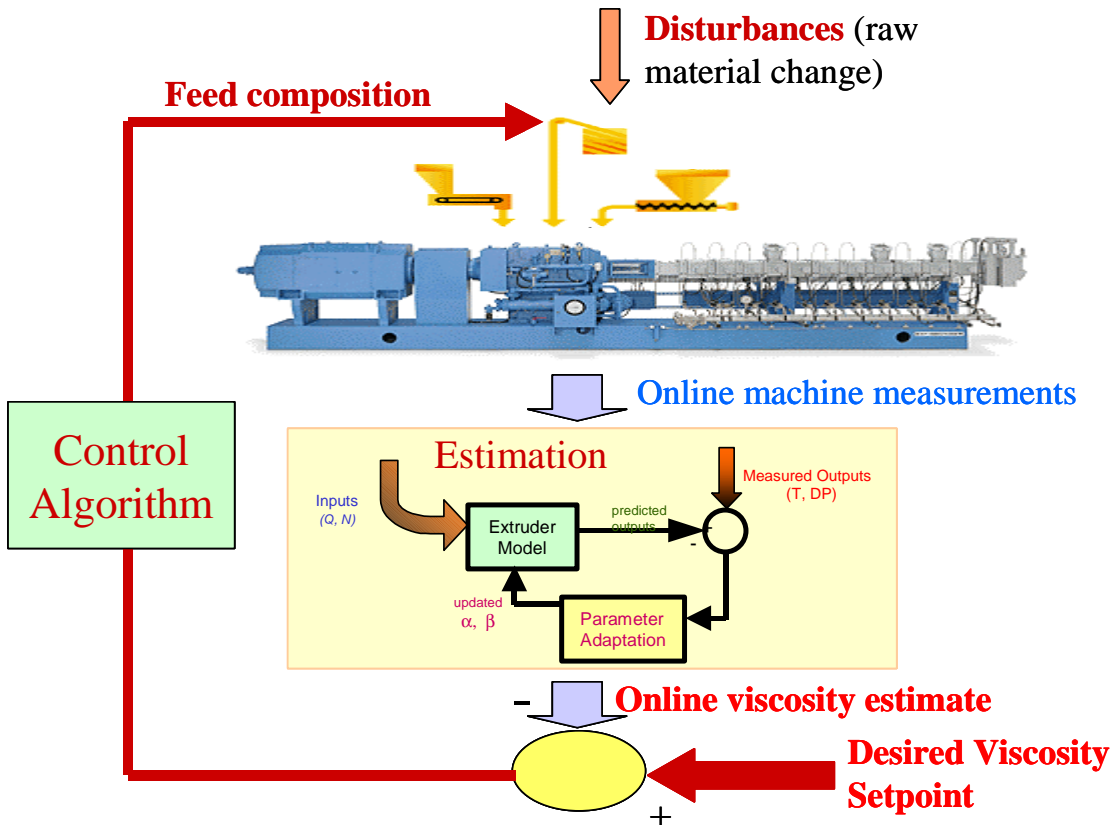 Disturbances (raw
material change)
Feed composition
Online machine measurements
Control
Algorithm
Estimation
Measured Outputs
(T, DP)
Inputs
(Q, N)
Extruder
Model
predicted
outputs
+
-
updated
α, β
Parameter
Adaptation
-
Online viscosity estimate
Desired Viscosity
Setpoint
+